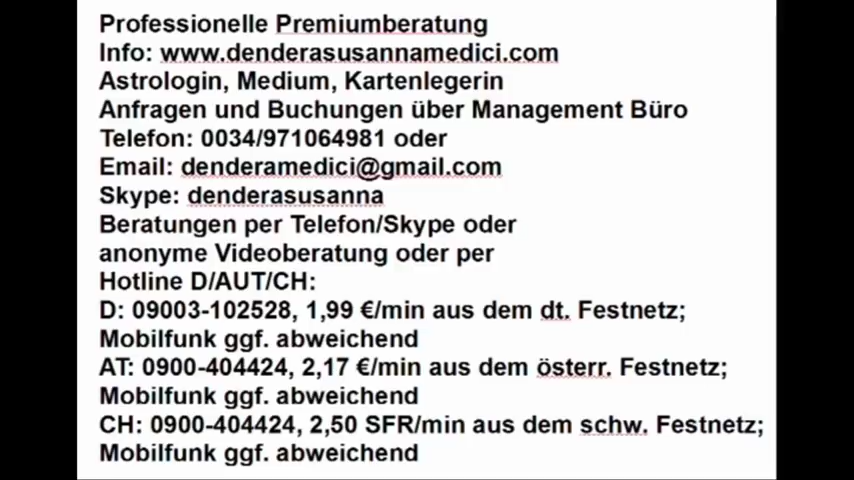 Professionelle Premiumberatung
Info: www.denderasusannamedici.com
Astrologin, Medium, Kartenlegerin
Anfragen und Buchungen über Management Büro
Telefon: 0034/971064981 oder
Email: denderamedici@gmail.com
Skype: denderasusanna
Beratungen per Telefon/Skype oder
anonyme Videoberatung oder per
Hotline D/AUT/CH:
D: 09003-102528, 1,99 €/min aus dem dt. Festnetz;
Mobilfunk ggf. abweichend
AT: 0900-404424, 2,17 €/min aus dem österr. Festnetz;
Mobilfunk ggf. abweichend
CH: 0900-404424, 2,50 SFR/min aus dem schw. Festnetz;
Mobilfunk ggf. abweichend